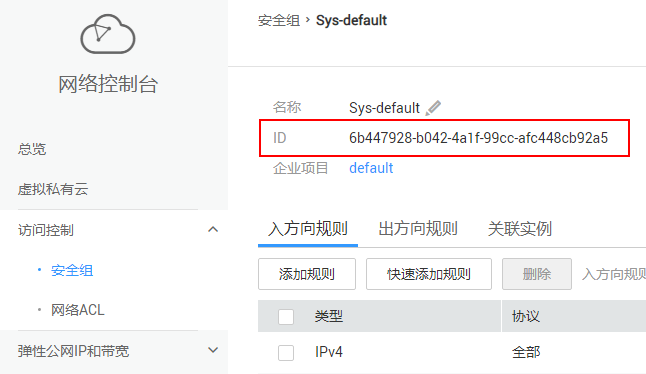 网络控制台
总览
虚拟私有云
访问控制
安全组
网络ACL
弹性公网IP和带宽
安全组 › Sys-default
名称 Sys-default
ID 6b447928-b042-4a1f-99cc-afc448cb92a5
企业项目 default
入方向规则 出方向规则 关联实例
添加规则 快速添加规则 删除 入方向规则
类型 协议
IPv4 全部